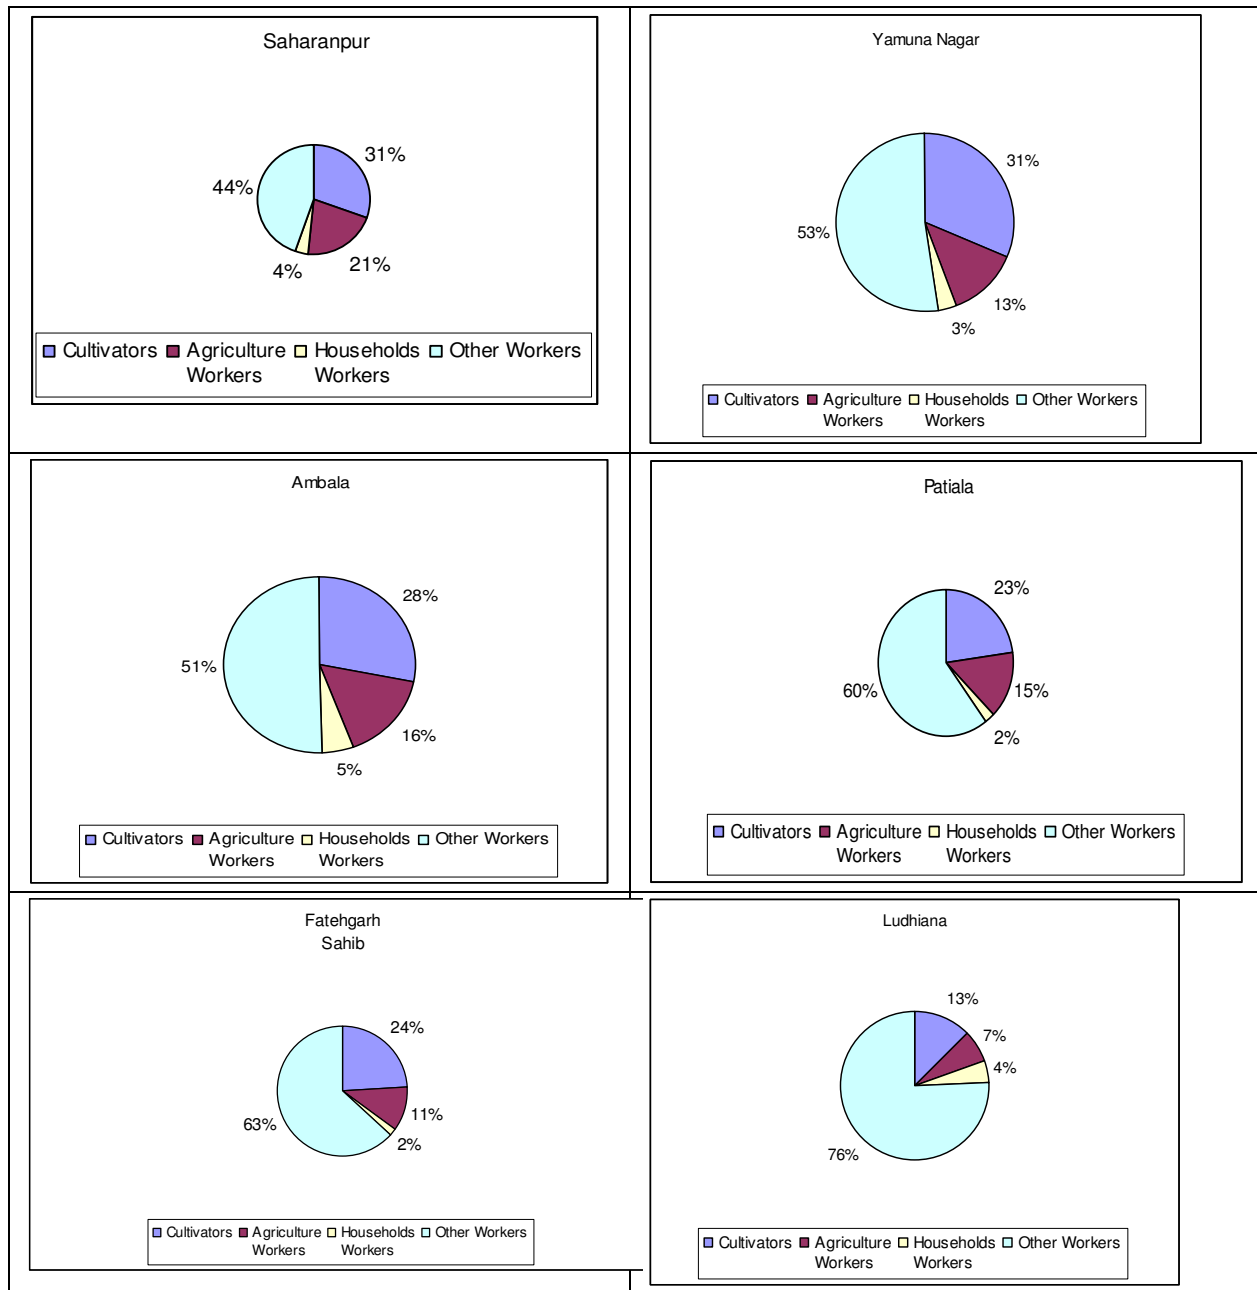 Saharanpur
31%
44%
4%
21%
Cultivators Agriculture Households Other Workers
Workers Workers
Yamuna Nagar
31%
53%
13%
3%
Cultivators Agriculture Households Other Workers
Workers Workers
Ambala
28%
51%
16%
5%
Cultivators Agriculture Households Other Workers
Workers Workers
Patiala
23%
60%
15%
2%
Cultivators Agriculture Households Other Workers
Workers Workers
Fatehgarh
Sahib
24%
63%
11%
2%
Cultivators Agriculture Households Other Workers
Workers Workers
Ludhiana
13%
7%
4%
76%
Cultivators Agriculture Households Other Workers
Workers Workers